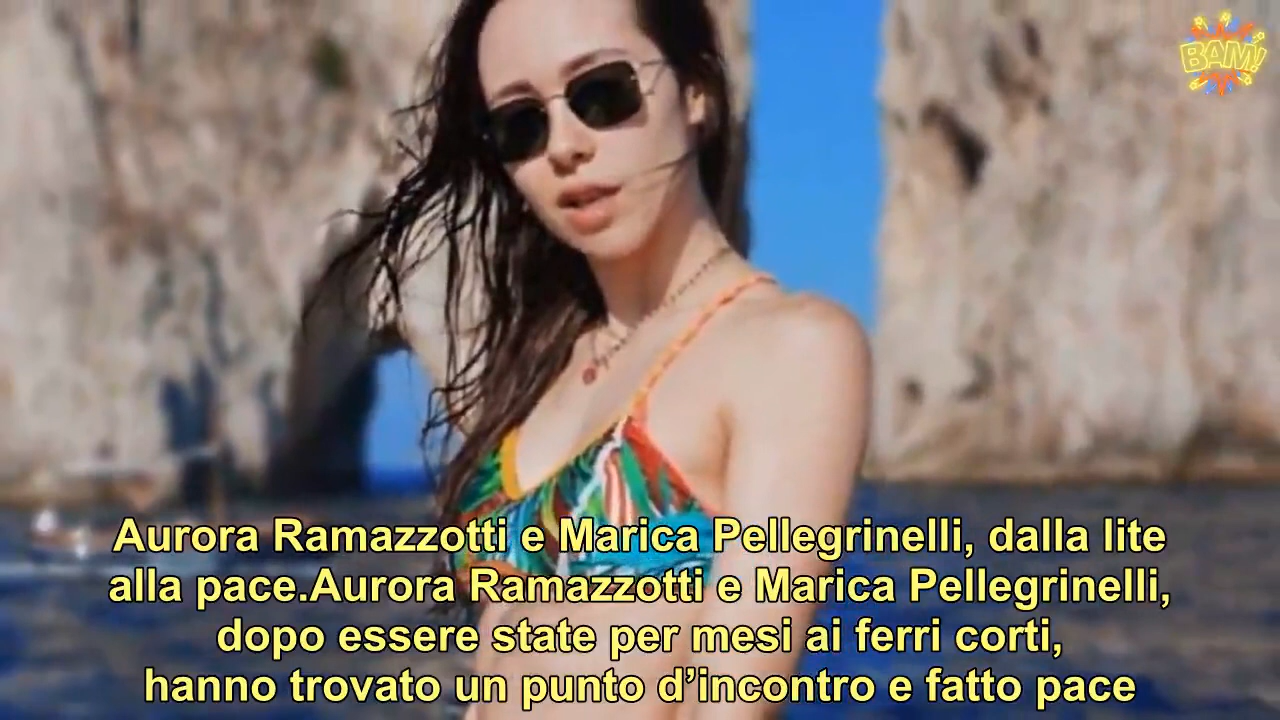 BAM!
Aurora Ramazzotti e Marica Pellegrinelli, dalla lite
alla pace.Aurora Ramazzotti e Marica Pellegrinelli,
dopo essere state per mesi ai ferri corti,
hanno trovato un punto d’incontro e fatto pace